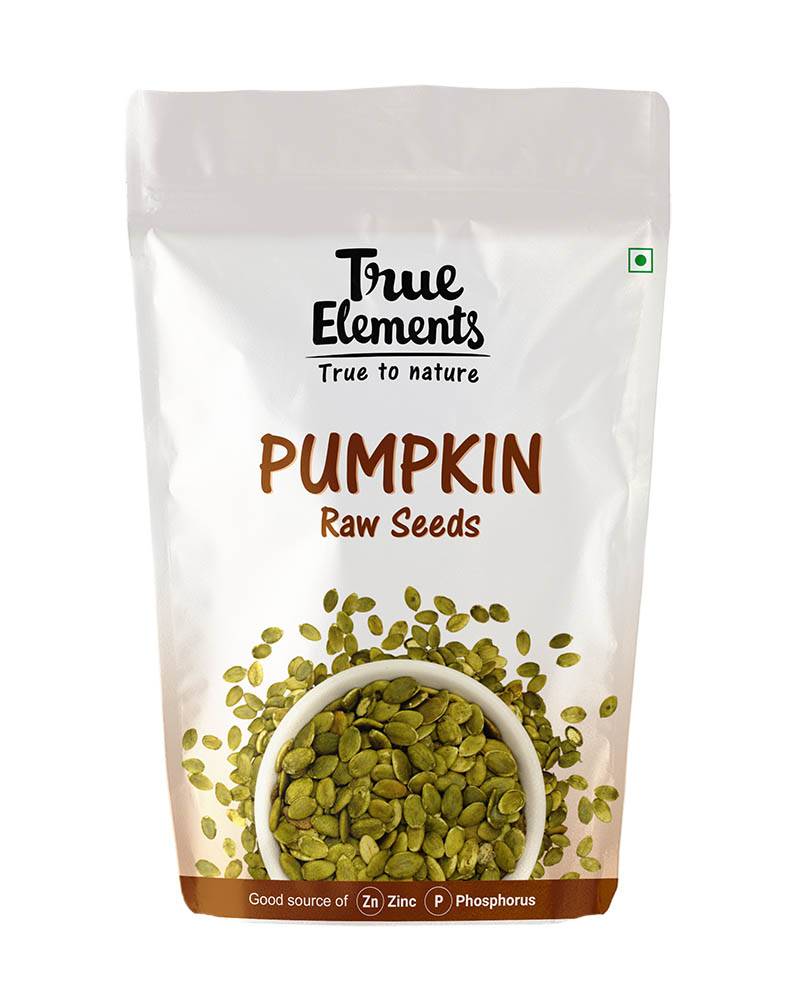 True
Elements
True to nature
PUMPKIN
Raw Seeds
Good source of Zn Zinc P Phosphorus